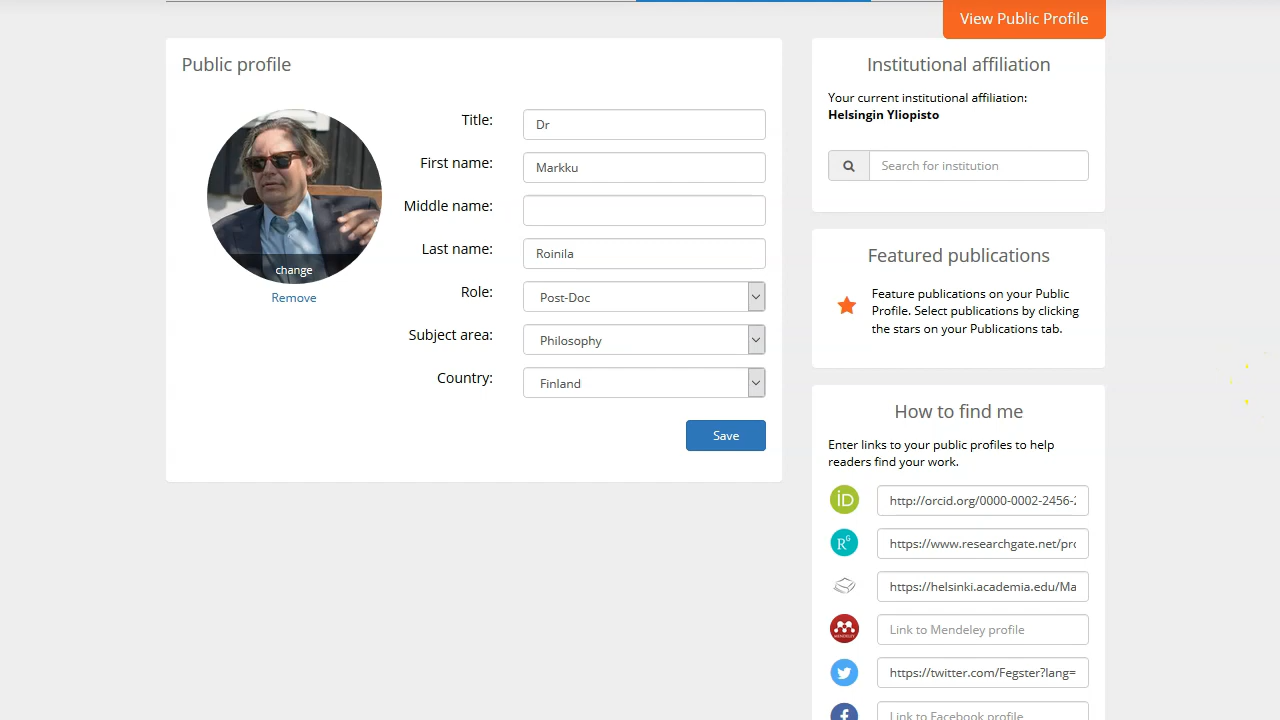 View Public Profile
Public profile
Title:
Dr
First name:
Markku
Middle name:
Last name:
Roinila
Role:
Post-Doc
Subject area:
Philosophy
Country:
Finland
change
Remove
Save
Institutional affiliation
Your current institutional affiliation:
Helsingin Yliopisto
Search for institution
Featured publications
Feature publications on your Public
Profile. Select publications by clicking
the stars on your Publications tab.
How to find me
Enter links to your public profiles to help
readers find your work.
iD
http://orcid.org/0000-0002-2456-
RG
https://www.researchgate.net/pro
https://helsinki.academia.edu/Ma
MENDELEY
Link to Mendeley profile
https://twitter.com/Fegster?lang=
Link to Facebook profile